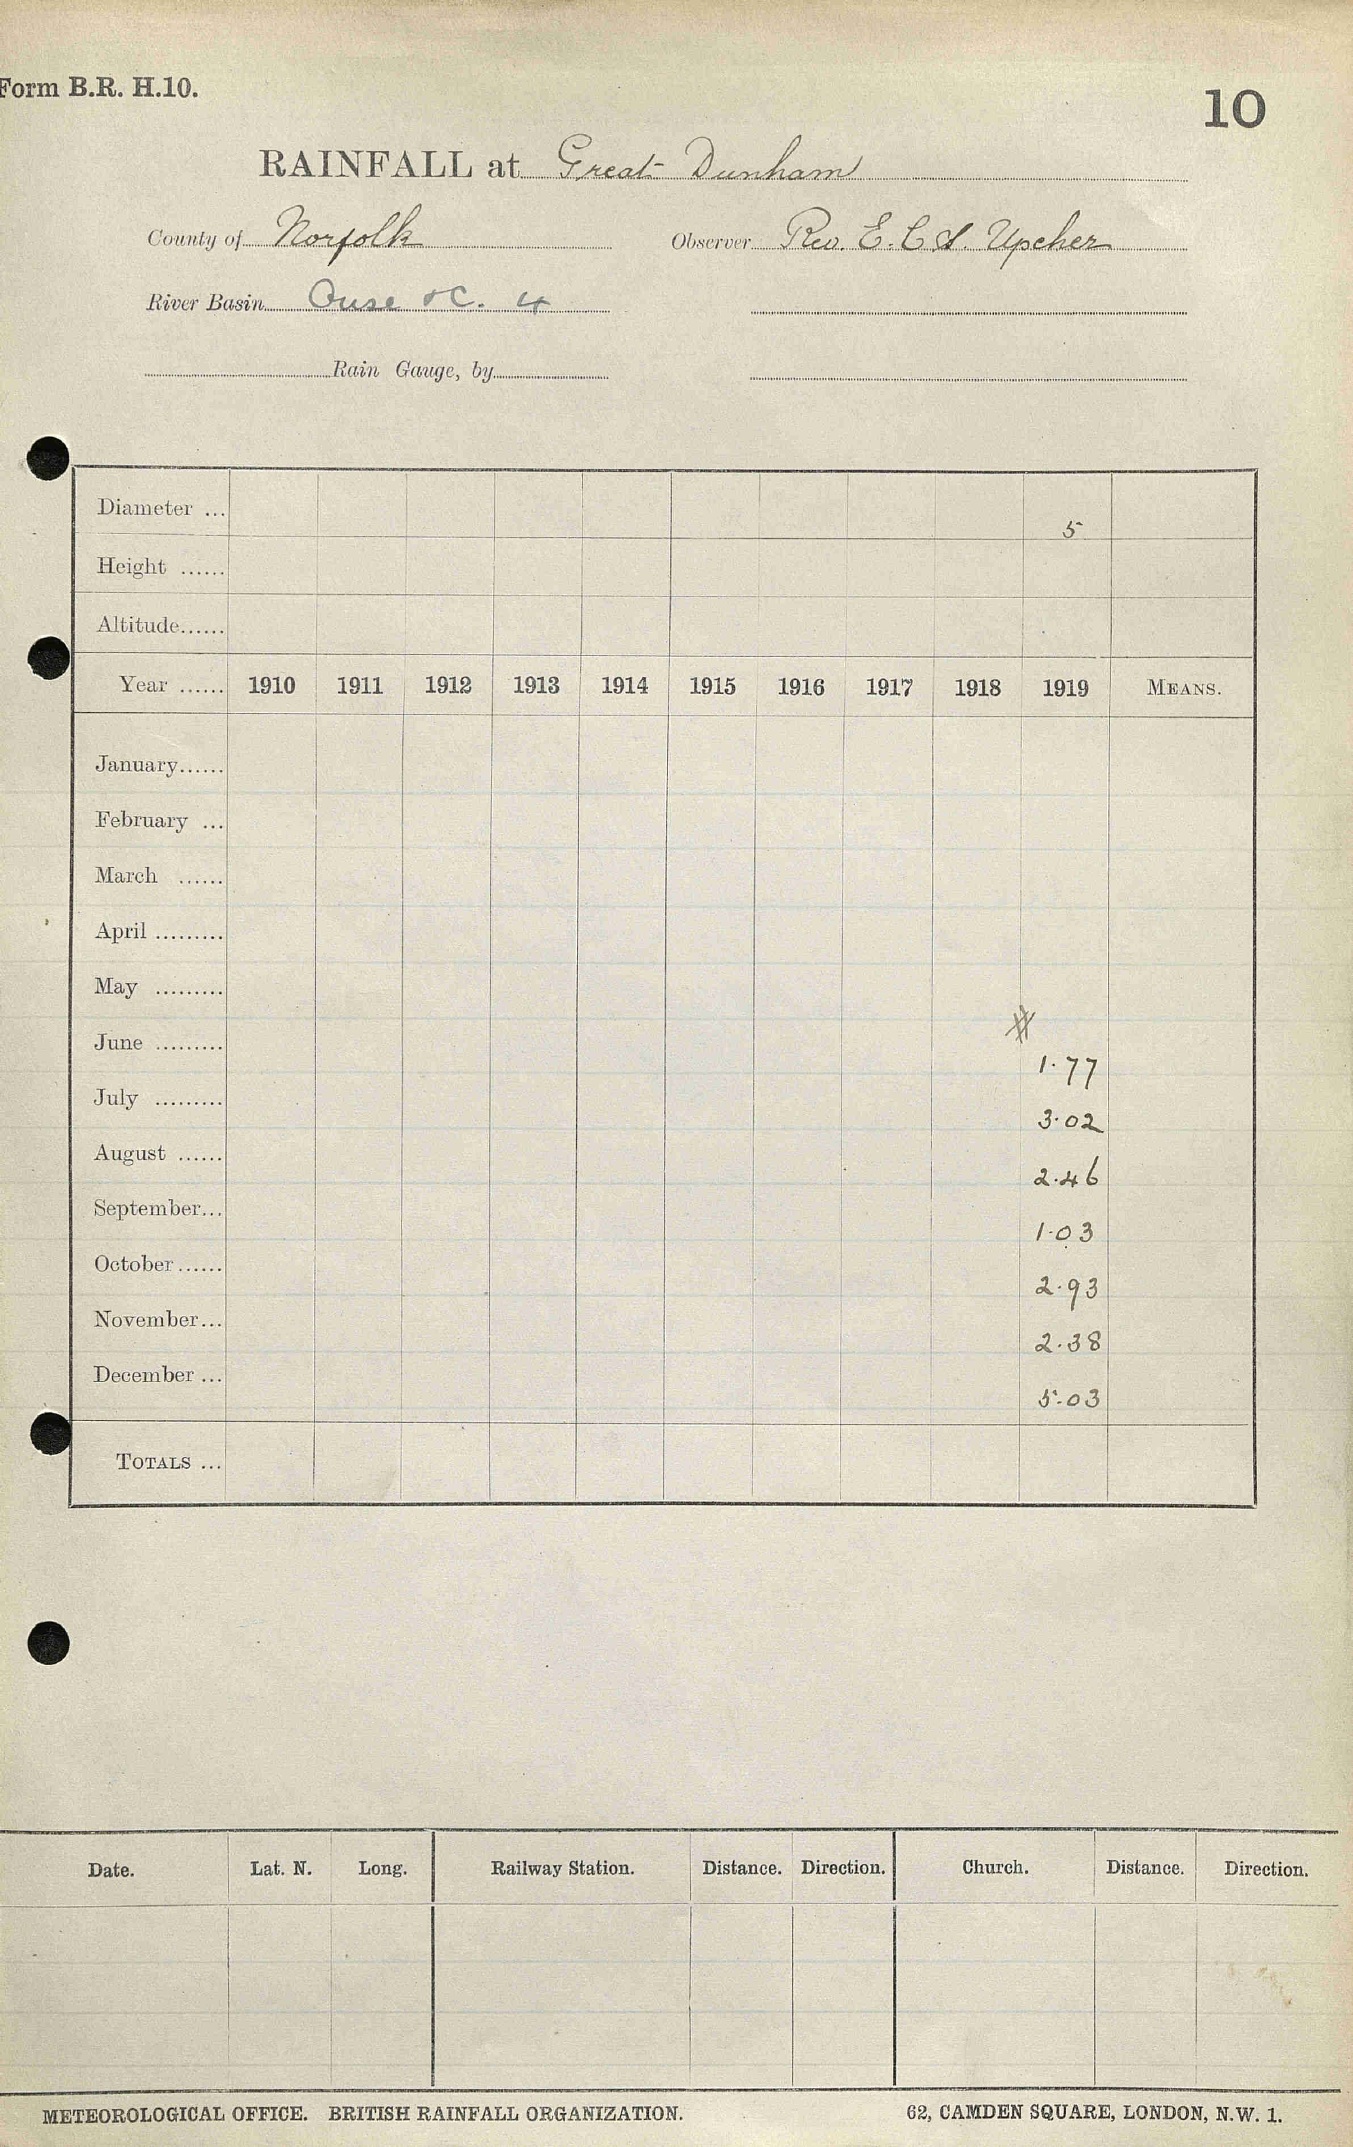 Form B.R. H.10.
10
RAINFALL at Great Dunham
County of Norfolk Observer Rev. E. C. S. Upcher
River Basin Ouse &c. 4
Rain Gauge, by
Diameter ... 5
Height ......
Altitude......
Year ...... 1910 1911 1912 1913 1914 1915 1916 1917 1918 1919 MEANS.
January......
February ...
March ......
April .........
May .........
#
June ......... 1.77
July ......... 3.02
August ...... 2.46
September... 1.03
October...... 2.93
November... 2.38
December ... 5.03
TOTALS ...
Date. Lat. N. Long. Railway Station. Distance. Direction. Church. Distance. Direction.
METEOROLOGICAL OFFICE. BRITISH RAINFALL ORGANIZATION. 62, CAMDEN SQUARE, LONDON, N.W. 1.